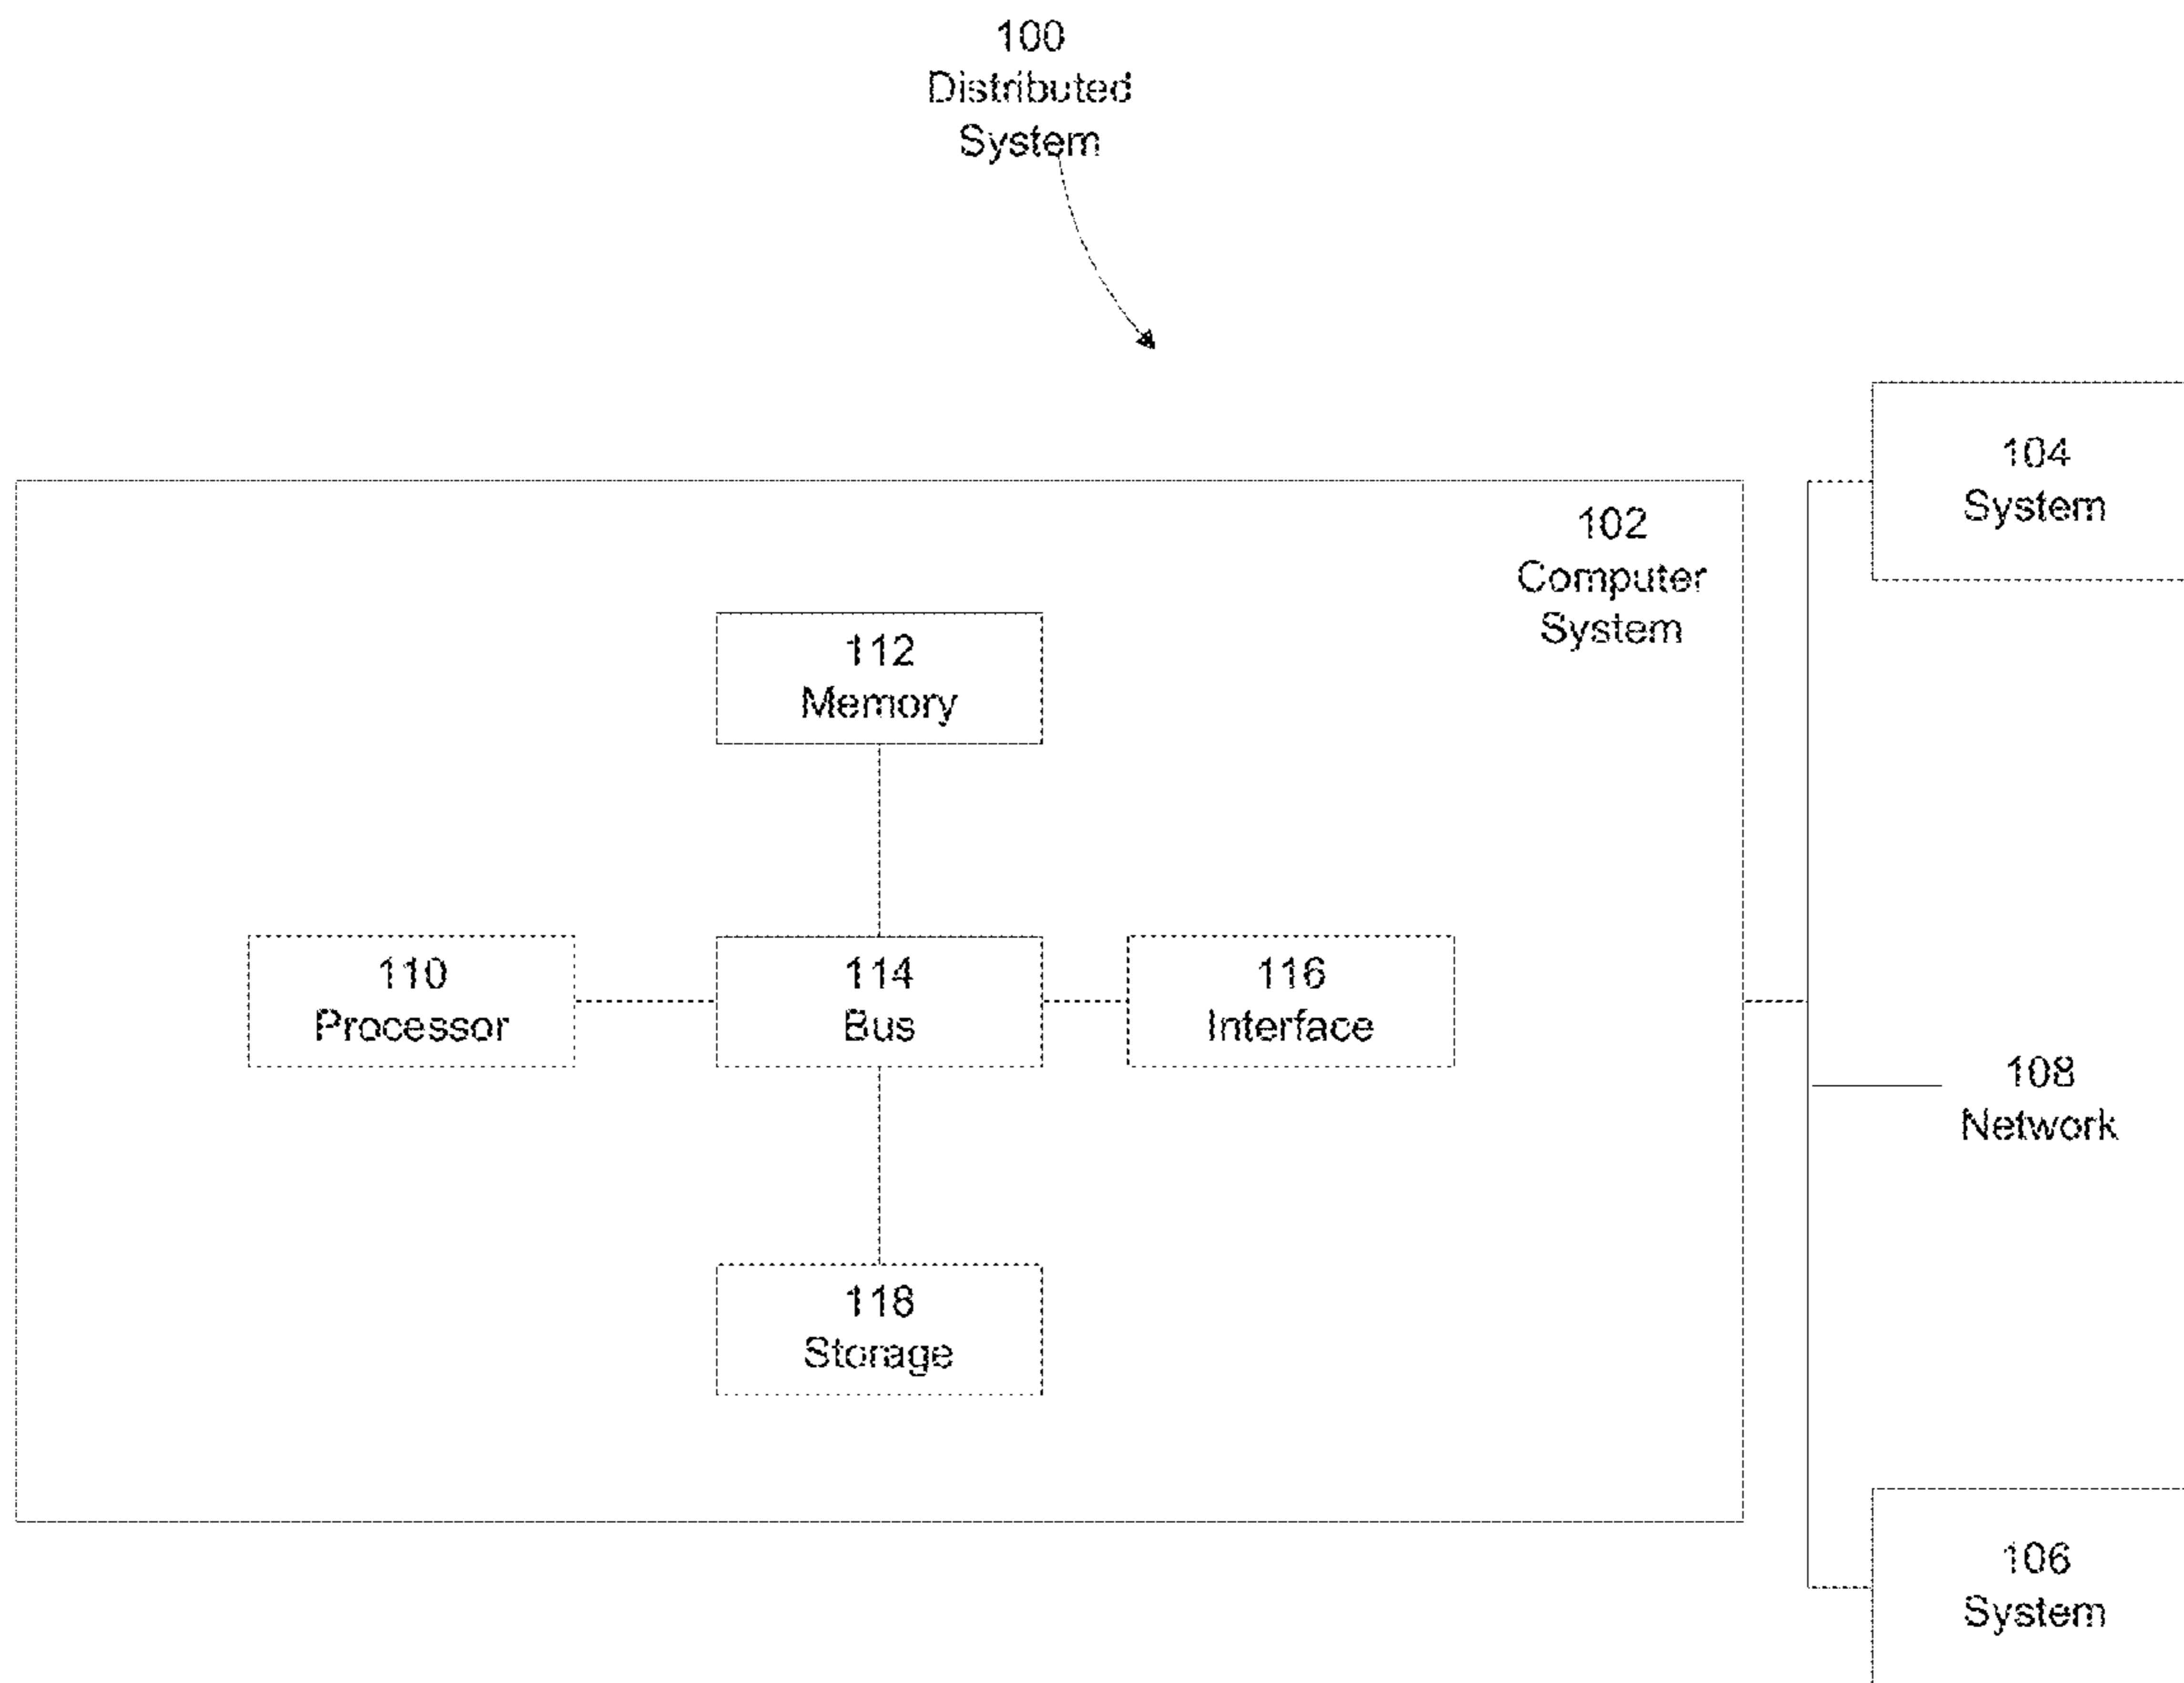 100
Distributed
System
104
System
102
Computer
System
112
Memory
110
Processor
114
Bus
116
Interface
108
Network
118
Storage
106
System